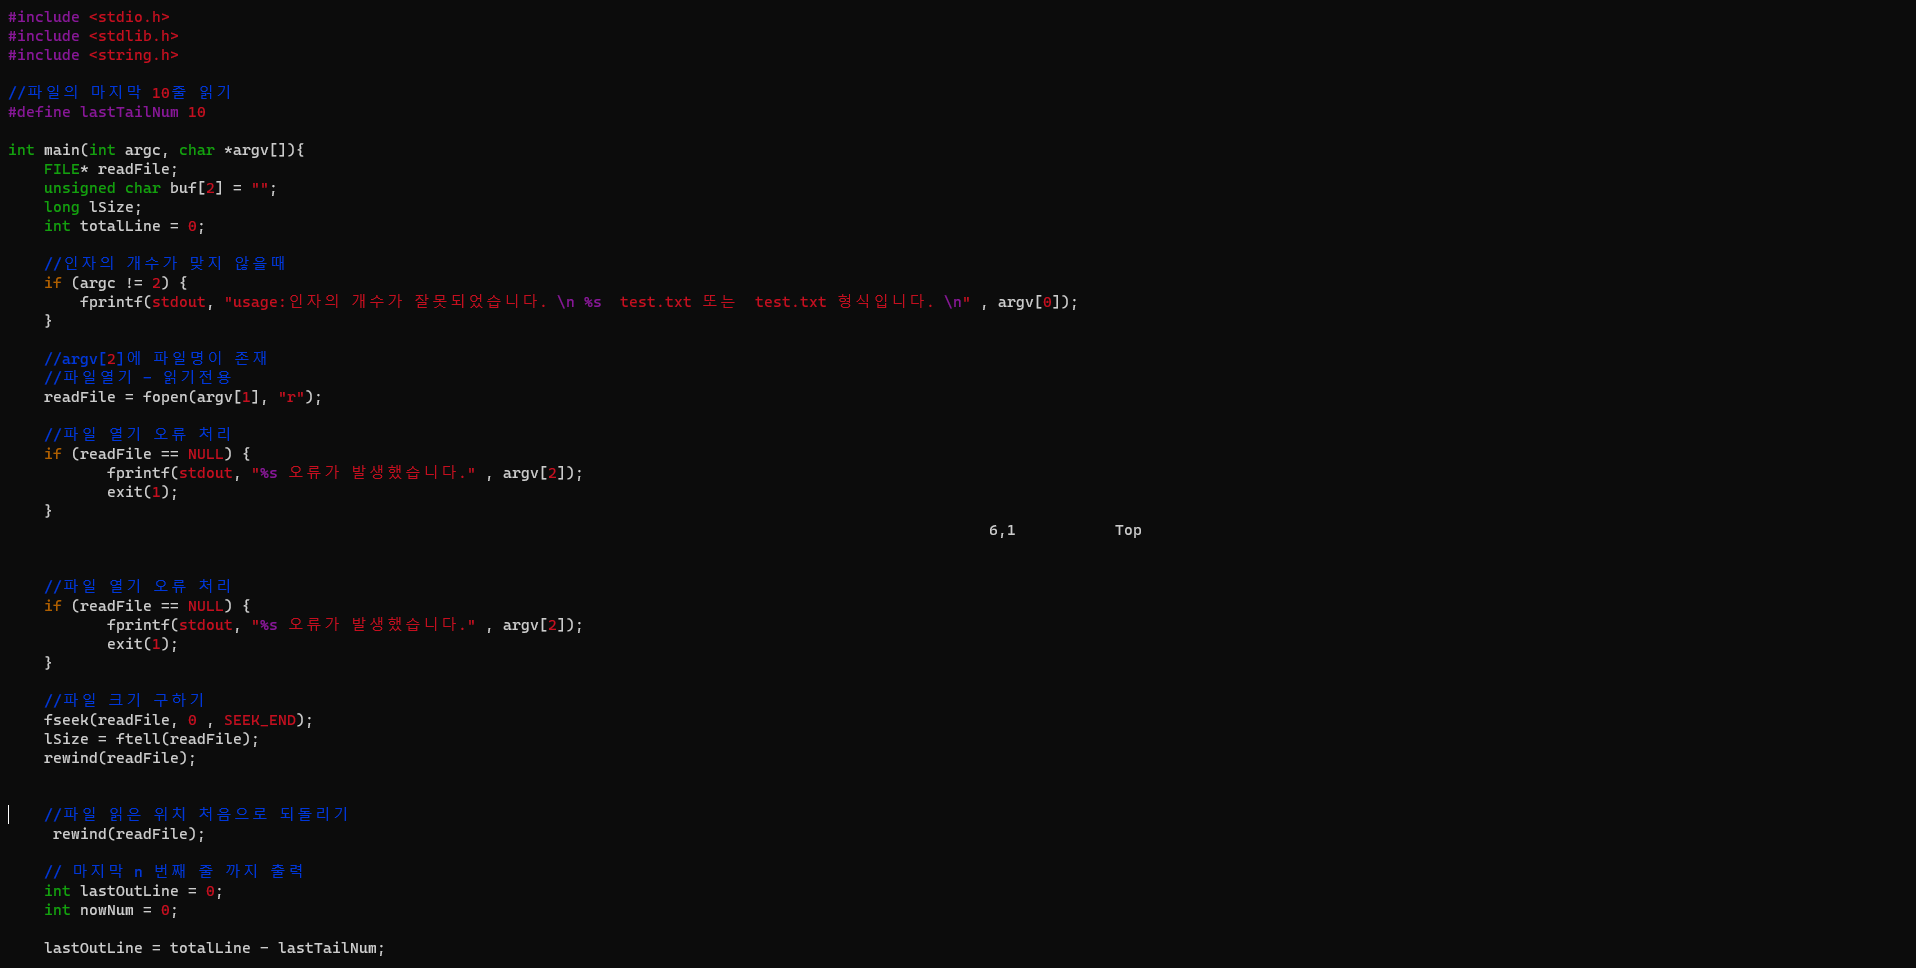 #include <stdio.h>
#include <stdlib.h>
#include <string.h>
//파일의 마지막 10줄 읽기
#define lastTailNum 10
int main(int argc, char *argv[]){
FILE* readFile;
unsigned char buf[2] = "";
long lSize;
int totalLine = 0;
//인자의 개수가 맞지 않을때
if (argc != 2) {
fprintf(stdout, "usage:인자의 개수가 잘못되었습니다. \n %s  test.txt 또는  test.txt 형식입니다. \n" , argv[0]);
}
//argv[2]에 파일명이 존재
//파일열기 - 읽기전용
readFile = fopen(argv[1], "r");
//파일 열기 오류 처리
if (readFile == NULL) {
fprintf(stdout, "%s 오류가 발생했습니다." , argv[2]);
exit(1);
}
6,1 Top
//파일 열기 오류 처리
if (readFile == NULL) {
fprintf(stdout, "%s 오류가 발생했습니다." , argv[2]);
exit(1);
}
//파일 크기 구하기
fseek(readFile, 0 , SEEK_END);
lSize = ftell(readFile);
rewind(readFile);
//파일 읽은 위치 처음으로 되돌리기
rewind(readFile);
// 마지막 n 번째 줄 까지 출력
int lastOutLine = 0;
int nowNum = 0;
lastOutLine = totalLine - lastTailNum;